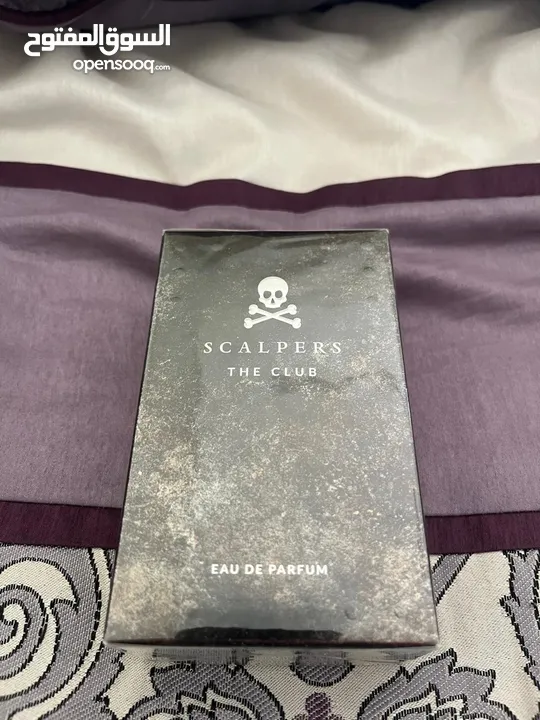 السوق المفتوح
opensooq.com
SCALPERS
THE CLUB
EAU DE PARFUM